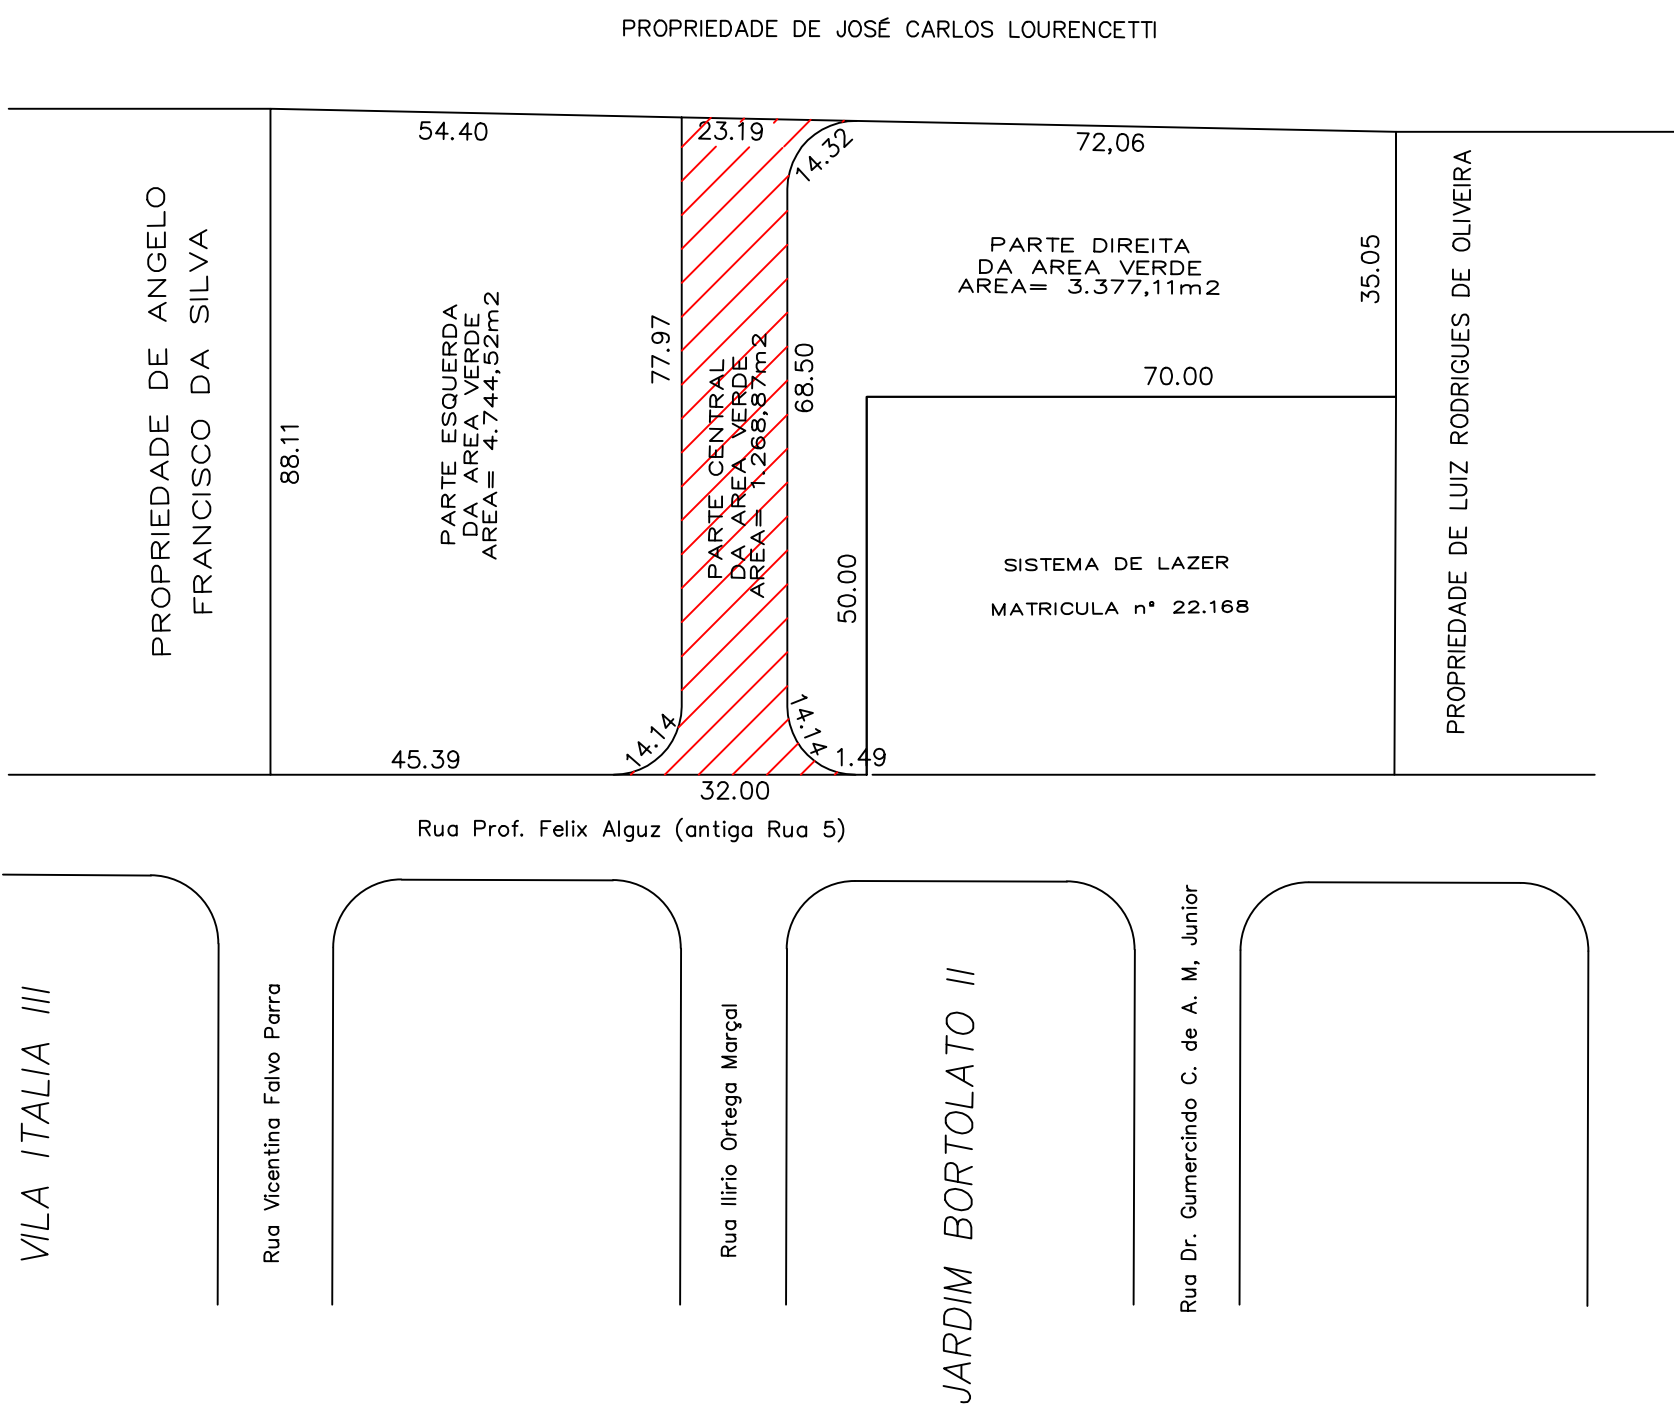 PROPRIEDADE DE JOSÉ CARLOS LOURENCETTI
54.40
23.19
14.32
72,06
PROPRIEDADE DE ANGELO
FRANCISCO DA SILVA
88.11
PARTE ESQUERDA
DA AREA VERDE
AREA= 4.744,52m2
77.97
PARTE CENTRAL
DA AREA VERDE
AREA= 1.268,87m2
68.50
PARTE DIREITA
DA AREA VERDE
AREA= 3.377,11m2
35.05
70.00
PROPRIEDADE DE LUIZ RODRIGUES DE OLIVEIRA
50.00
SISTEMA DE LAZER
MATRICULA nº 22.168
45.39
14.14
14.14
1.49
32.00
Rua Prof. Felix Alguz (antiga Rua 5)
VILA ITALIA III
Rua Vicentina Falvo Parra
Rua Ilirio Ortega Marçal
JARDIM BORTOLATO II
Rua Dr. Gumercindo C. de A. M, Junior